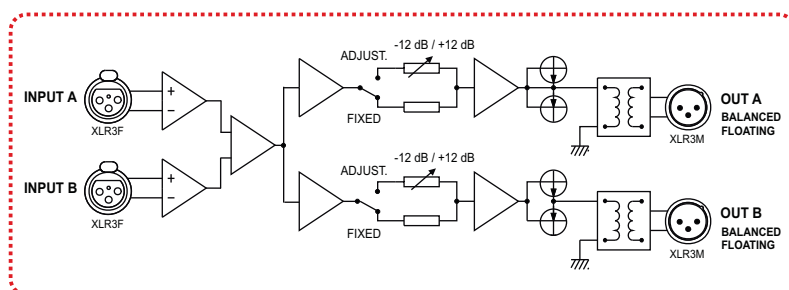 -12 dB / +12 dB
ADJUST.
INPUT A
+
−
XLR3F
FIXED
OUT A
BALANCED
FLOATING
XLR3M
INPUT B
+
−
XLR3F
-12 dB / +12 dB
ADJUST.
FIXED
OUT B
BALANCED
FLOATING
XLR3M